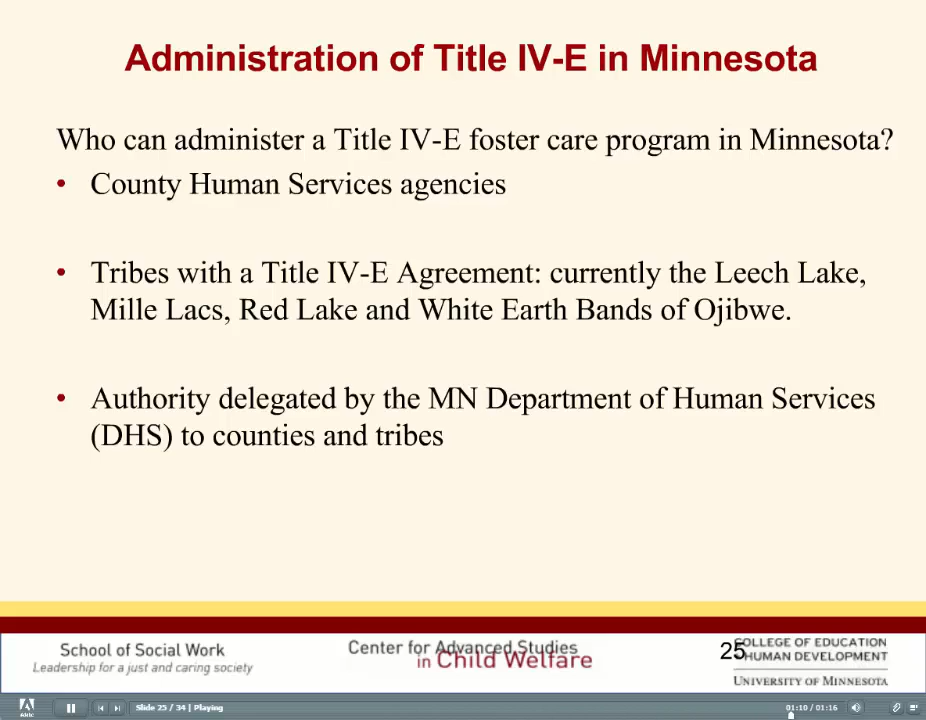 Administration of Title IV-E in Minnesota
Who can administer a Title IV-E foster care program in Minnesota?
• County Human Services agencies
• Tribes with a Title IV-E Agreement: currently the Leech Lake,
Mille Lacs, Red Lake and White Earth Bands of Ojibwe.
• Authority delegated by the MN Department of Human Services
(DHS) to counties and tribes
School of Social Work
Leadership for a just and caring society
Center for Advanced Studies
in Child Welfare
25
COLLEGE OF EDUCATION
+HUMAN DEVELOPMENT
UNIVERSITY OF MINNESOTA
Slide 25 / 34 | Playing
01:10 / 01:16